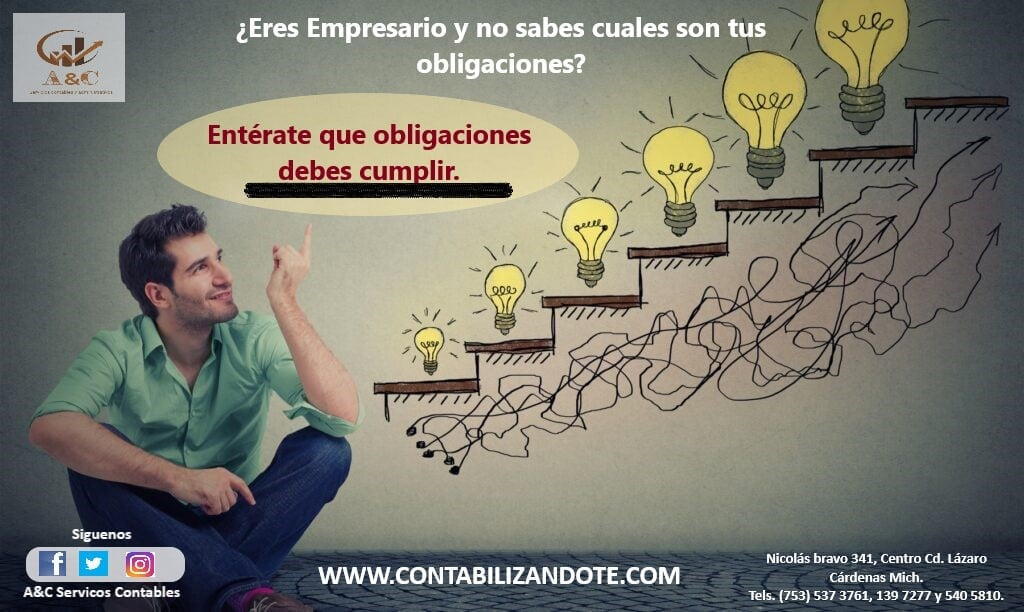 ¿Eres Empresario y no sabes cuales son tus
obligaciones?
A&C
Entérate que obligaciones
debes cumplir.
Siguenos
A&C Servicos Contables
WWW.CONTABILIZANDOTE.COM
Nicolás bravo 341, Centro Cd. Lázaro
Cárdenas Mich.
Tels. (753) 537 3761, 139 7277 y 540 5810.